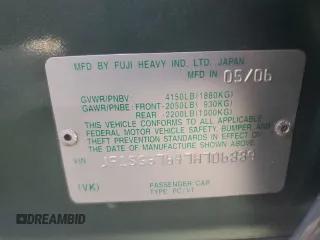 MFD BY FUJI HEAVY IND. LTD. JAPAN
MFD IN 05/06
GVWR/PNBV 4150LB(1880KG)
GAWR/PNBE FRONT-2050LB( 930KG)
REAR -2200LB(1000KG)
THIS VEHICLE CONFORMS TO ALL APPLICABLE
FEDERAL MOTOR VEHICLE SAFETY, BUMPER, AND
THEFT PREVENTION STANDARDS IN EFFECT ON
THE DATE OF MANUFACTURE SHOWN ABOVE.
VIN
(VK) PASSENGER CAR
TYPE: PC/VT
DREAMBID